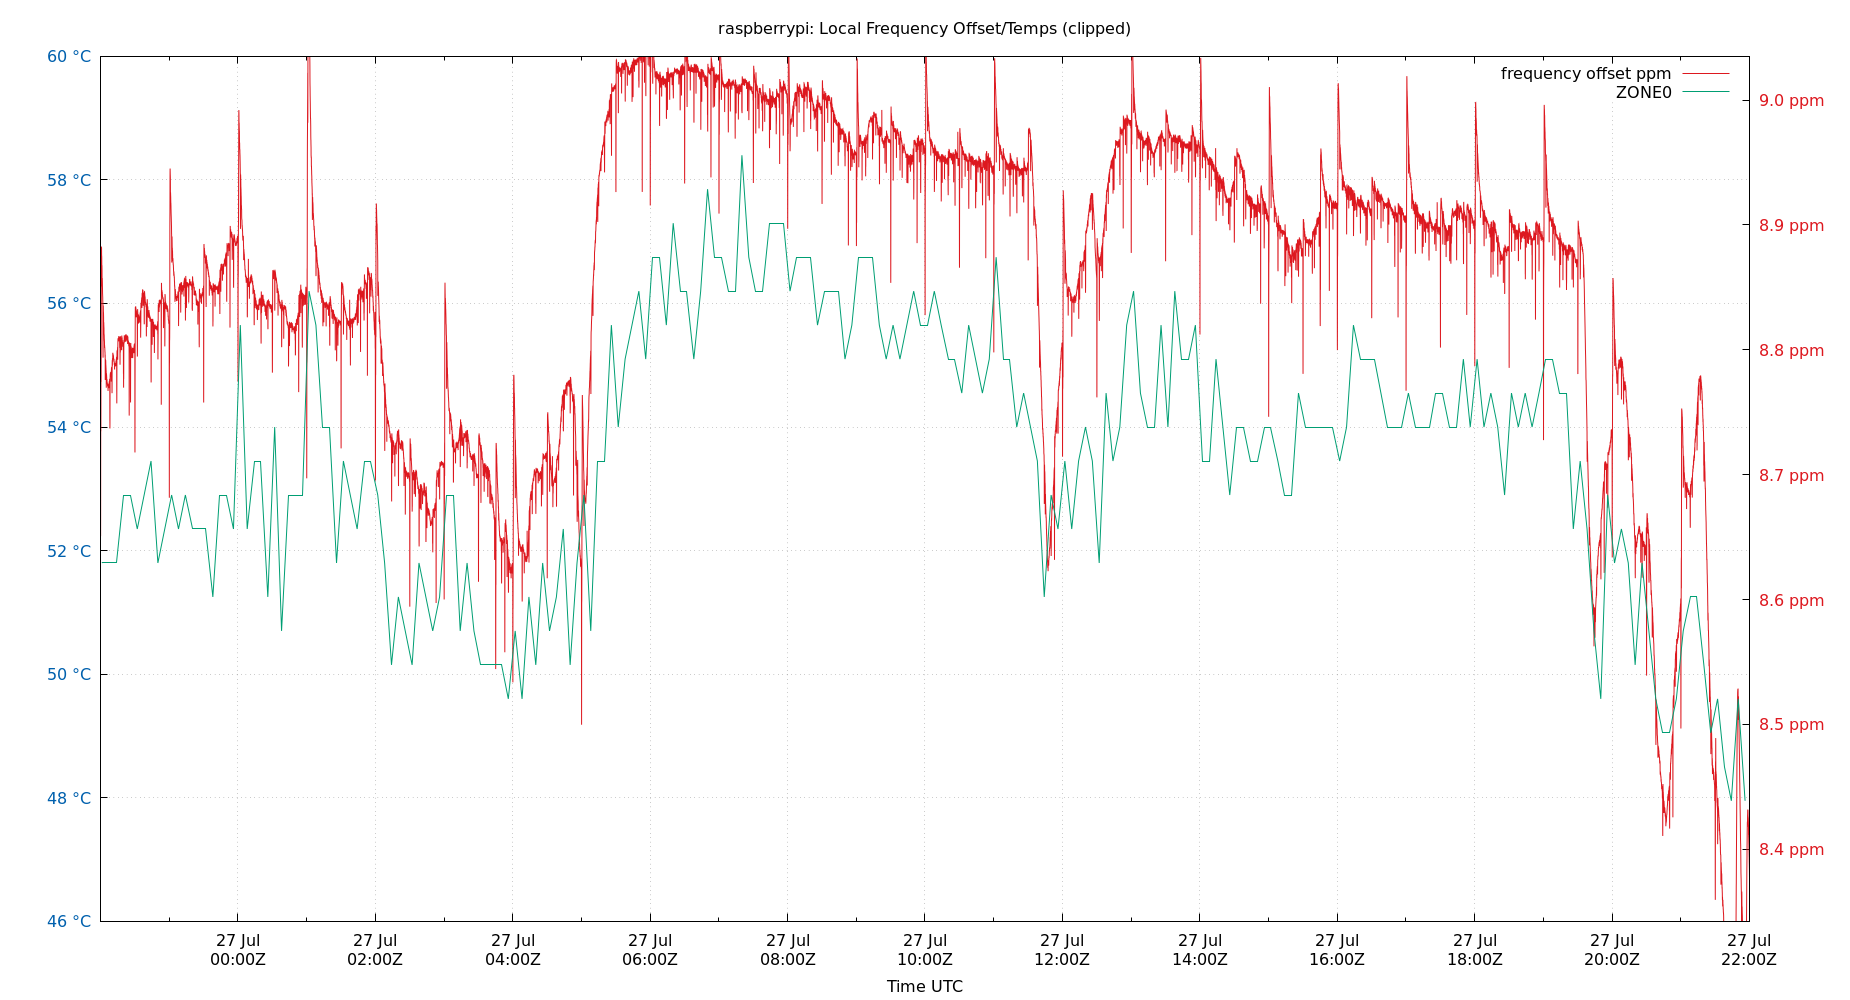 raspberrypi: Local Frequency Offset/Temps (clipped)
60 °C
58 °C
56 °C
54 °C
52 °C
50 °C
48 °C
46 °C
frequency offset ppm
ZONE0
9.0 ppm
8.9 ppm
8.8 ppm
8.7 ppm
8.6 ppm
8.5 ppm
8.4 ppm
27 Jul
00:00Z
27 Jul
02:00Z
27 Jul
04:00Z
27 Jul
06:00Z
27 Jul
08:00Z
27 Jul
10:00Z
27 Jul
12:00Z
27 Jul
14:00Z
27 Jul
16:00Z
27 Jul
18:00Z
27 Jul
20:00Z
27 Jul
22:00Z
Time UTC